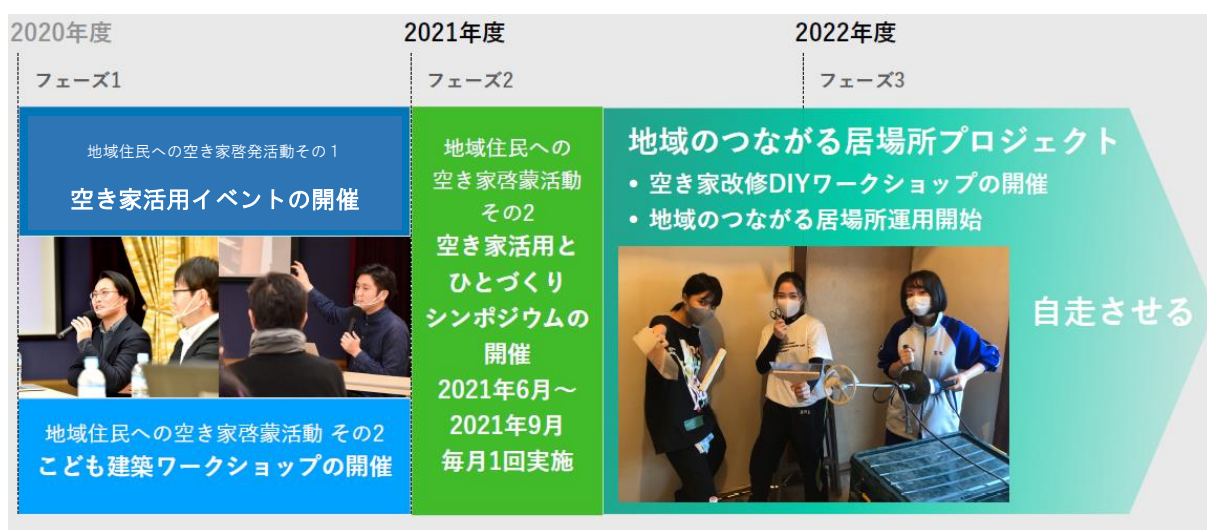 2020年度
2021年度
2022年度
フェーズ1
フェーズ2
フェーズ3
地域住民への空き家啓発活動その１
空き家活用イベントの開催
地域住民への空き家啓蒙活動 その2
こども建築ワークショップの開催
地域住民への
空き家啓蒙活動
その2
空き家活用と
ひとづくり
シンポジウムの
開催
2021年6月～
2021年9月
毎月1回実施
地域のつながる居場所プロジェクト
• 空き家改修DIYワークショップの開催
• 地域のつながる居場所運用開始
自走させる